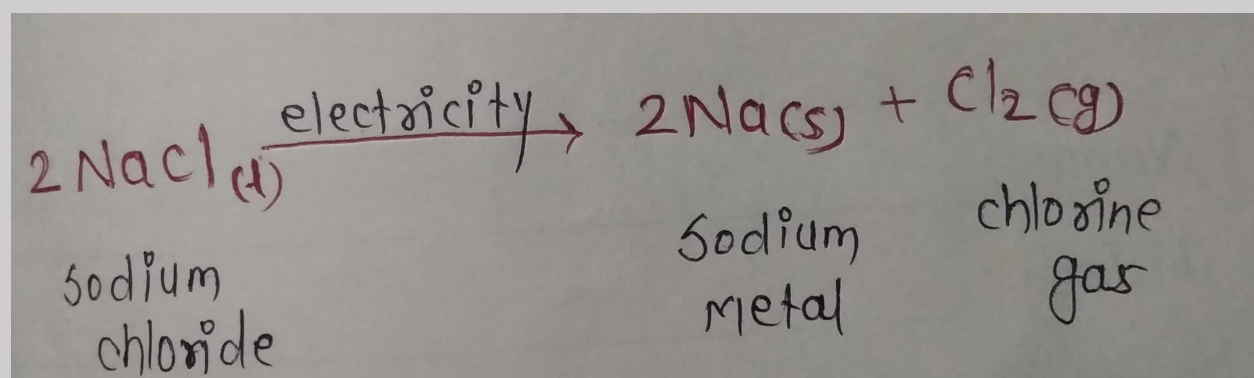 2NaCl(l) electricity → 2Na(s) + Cl2(g)
sodium chloride
sodium metal
chlorine gas